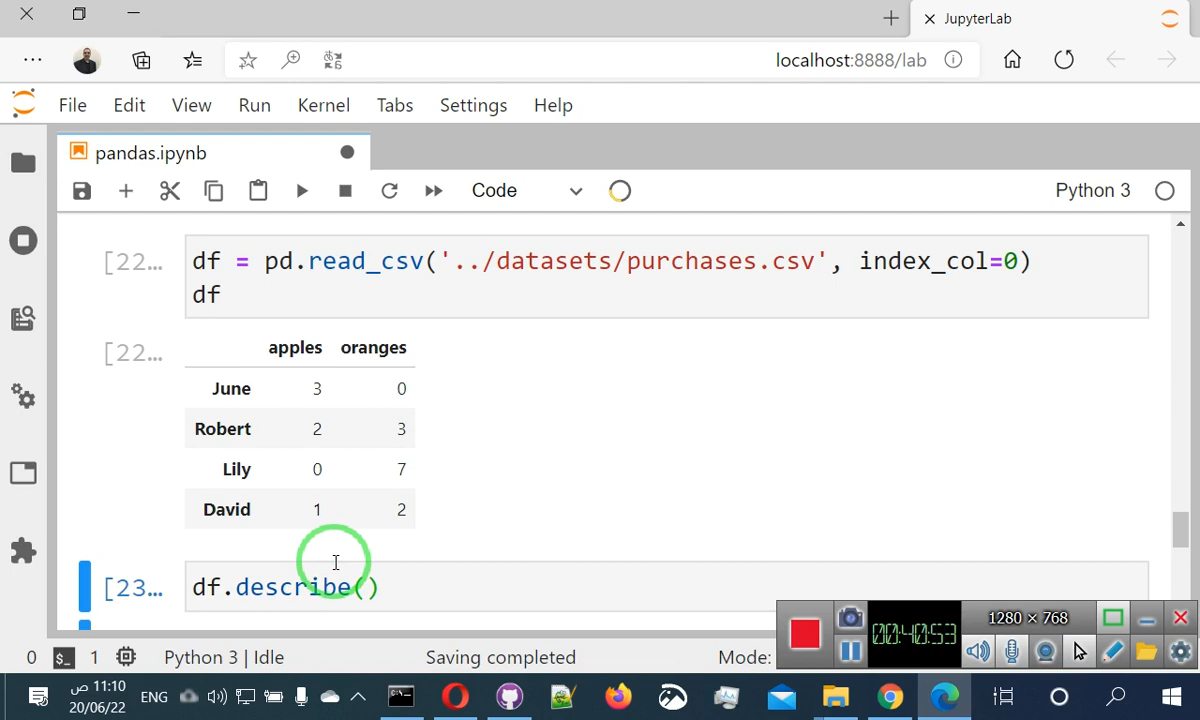 JupyterLab
localhost:8888/lab
File Edit View Run Kernel Tabs Settings Help
pandas.ipynb
Code Python 3
[22… df = pd.read_csv('../datasets/purchases.csv', index_col=0)
df
[22… apples oranges
June 3 0
Robert 2 3
Lily 0 7
David 1 2
[23… df.describe()
1280 × 768
00:40:53
0 $_ 1 Python 3 | Idle Saving completed Mode:
11:10 ص
ENG
20/06/22